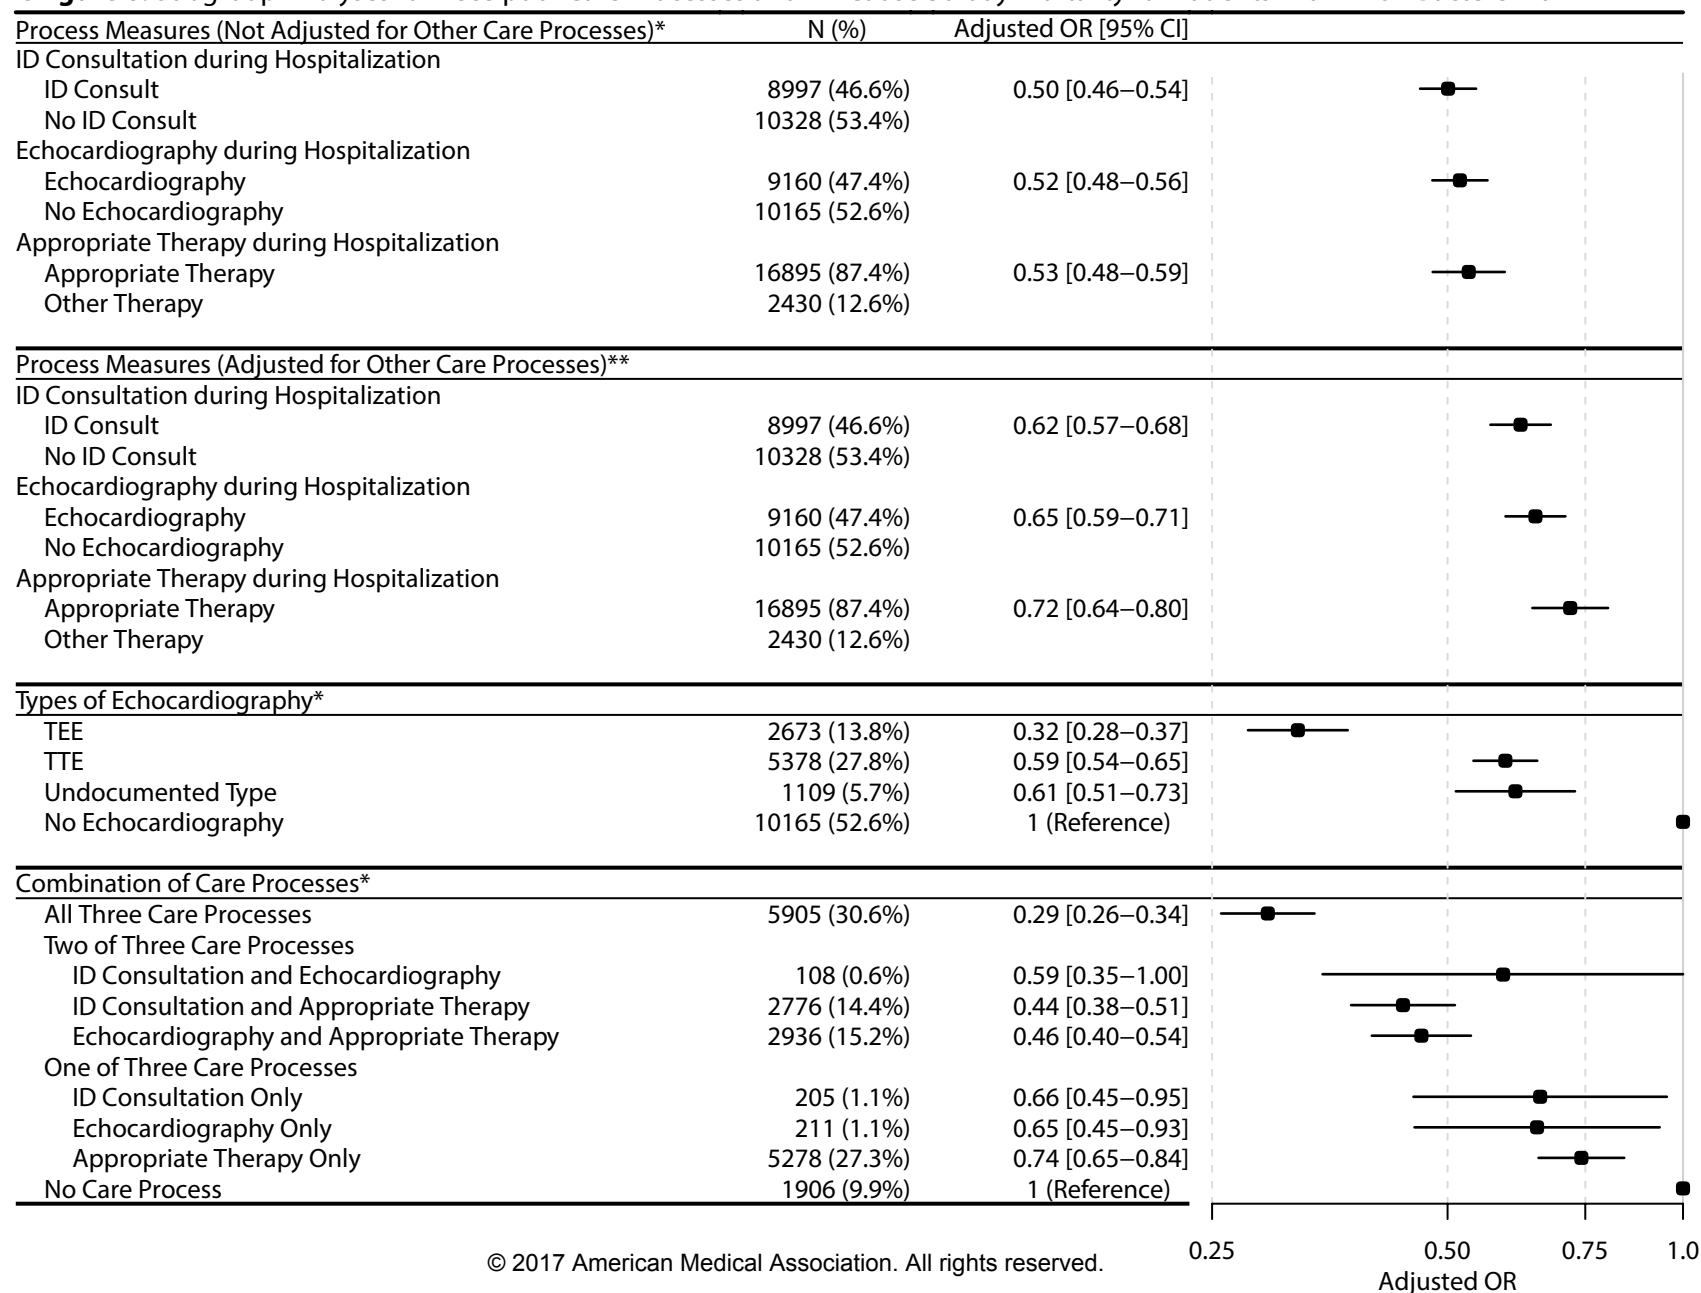 Process Measures (Not Adjusted for Other Care Processes)* N (%) Adjusted OR [95% CI]
ID Consultation during Hospitalization
ID Consult 8997 (46.6%) 0.50 [0.46−0.54]
No ID Consult 10328 (53.4%)
Echocardiography during Hospitalization
Echocardiography 9160 (47.4%) 0.52 [0.48−0.56]
No Echocardiography 10165 (52.6%)
Appropriate Therapy during Hospitalization
Appropriate Therapy 16895 (87.4%) 0.53 [0.48−0.59]
Other Therapy 2430 (12.6%)
Process Measures (Adjusted for Other Care Processes)**
ID Consultation during Hospitalization
ID Consult 8997 (46.6%) 0.62 [0.57−0.68]
No ID Consult 10328 (53.4%)
Echocardiography during Hospitalization
Echocardiography 9160 (47.4%) 0.65 [0.59−0.71]
No Echocardiography 10165 (52.6%)
Appropriate Therapy during Hospitalization
Appropriate Therapy 16895 (87.4%) 0.72 [0.64−0.80]
Other Therapy 2430 (12.6%)
Types of Echocardiography*
TEE 2673 (13.8%) 0.32 [0.28−0.37]
TTE 5378 (27.8%) 0.59 [0.54−0.65]
Undocumented Type 1109 (5.7%) 0.61 [0.51−0.73]
No Echocardiography 10165 (52.6%) 1 (Reference)
Combination of Care Processes*
All Three Care Processes 5905 (30.6%) 0.29 [0.26−0.34]
Two of Three Care Processes
ID Consultation and Echocardiography 108 (0.6%) 0.59 [0.35−1.00]
ID Consultation and Appropriate Therapy 2776 (14.4%) 0.44 [0.38−0.51]
Echocardiography and Appropriate Therapy 2936 (15.2%) 0.46 [0.40−0.54]
One of Three Care Processes
ID Consultation Only 205 (1.1%) 0.66 [0.45−0.95]
Echocardiography Only 211 (1.1%) 0.65 [0.45−0.93]
Appropriate Therapy Only 5278 (27.3%) 0.74 [0.65−0.84]
No Care Process 1906 (9.9%) 1 (Reference)
0.25 0.50 0.75 1.0
Adjusted OR
© 2017 American Medical Association. All rights reserved.